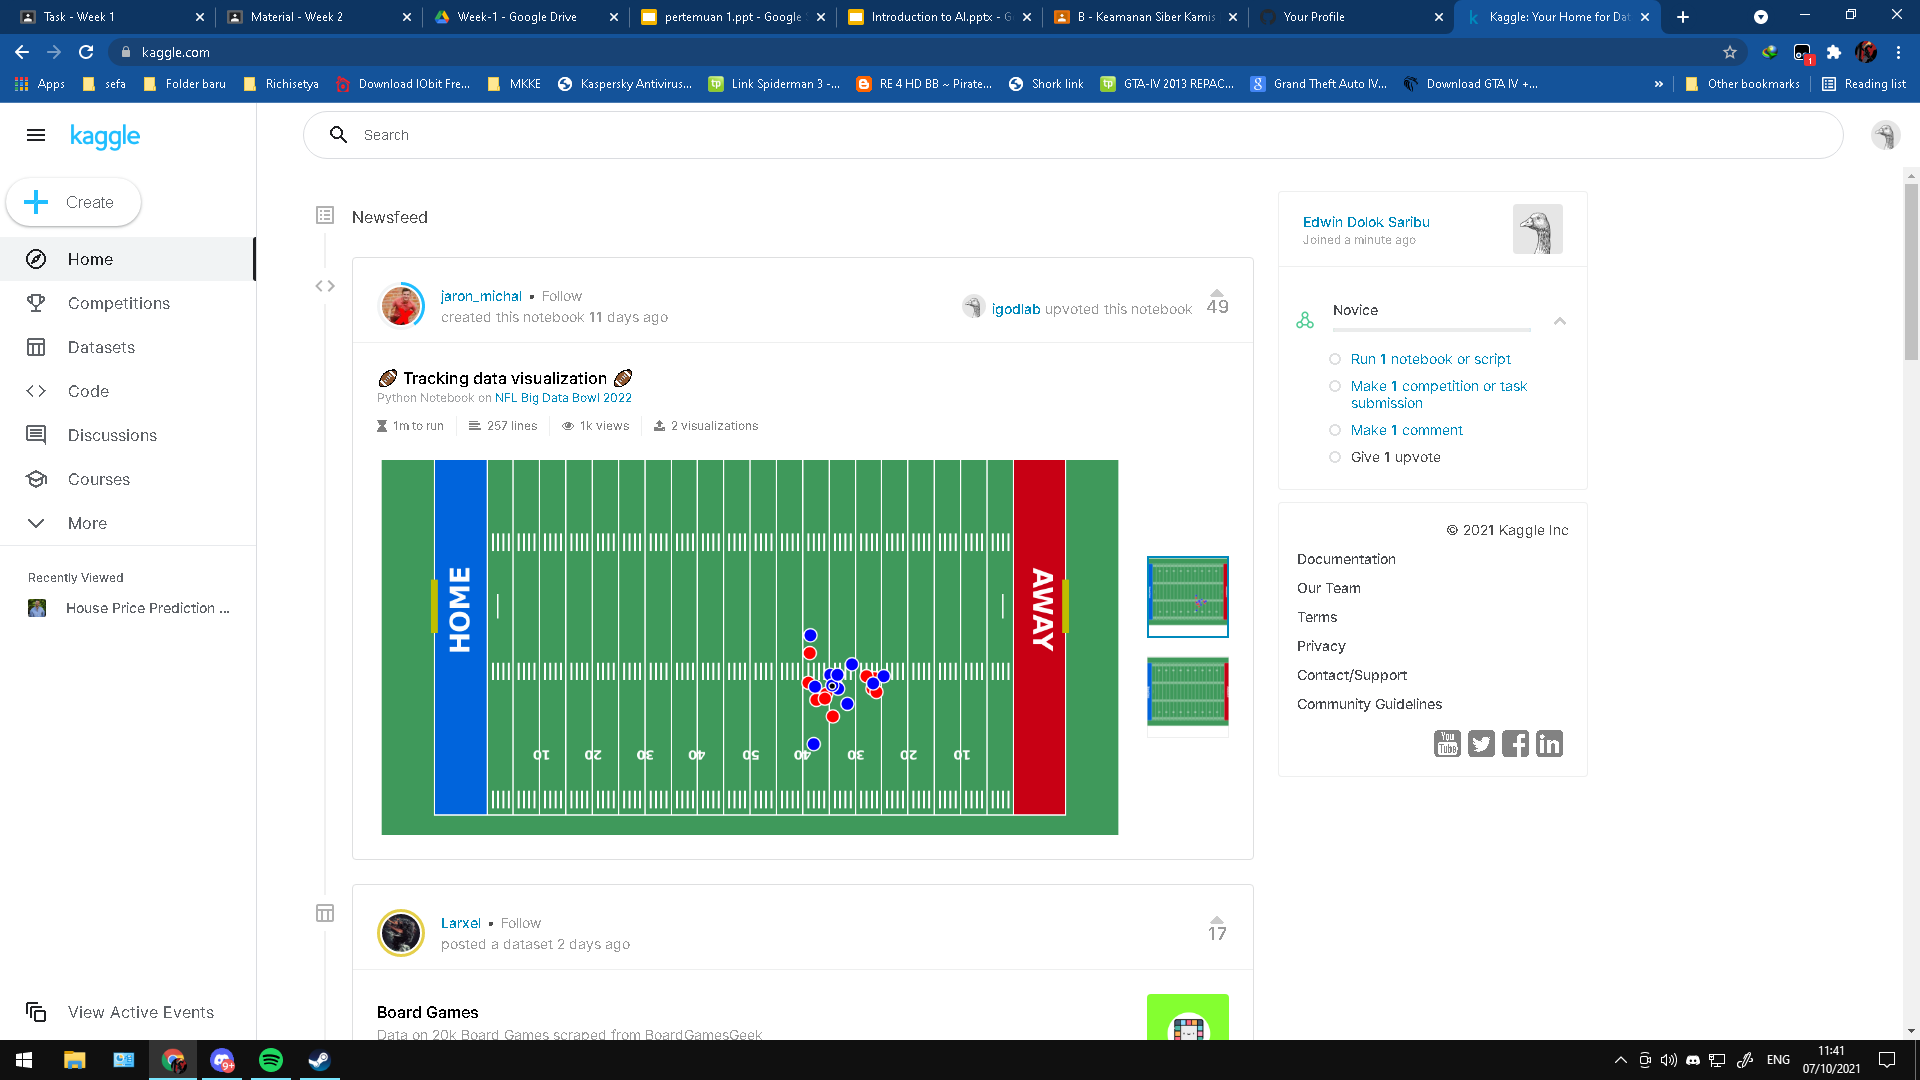 Task - Week 1
Material - Week 2
Week-1 - Google Drive
pertemuan 1.ppt - Google
Introduction to AI.pptx - G
B - Keamanan Siber Kamis
Your Profile
Kaggle: Your Home for Dat
kaggle.com
1
Apps
sefa
Folder baru
Richisetya
Download IObit Fre...
MKKE
Kaspersky Antivirus...
Link Spiderman 3 -...
RE 4 HD BB ~ Pirate...
Shork link
GTA-IV 2013 REPAC...
Grand Theft Auto IV...
Download GTA IV +...
»
Other bookmarks
Reading list
kaggle
Search
Create
Home
Competitions
Datasets
Code
Discussions
Courses
More
Recently Viewed
House Price Prediction ...
View Active Events
Newsfeed
jaron_michal • Follow
created this notebook 11 days ago
igodlab upvoted this notebook
49
Tracking data visualization
Python Notebook on NFL Big Data Bowl 2022
1m to run
257 lines
1k views
2 visualizations
HOME
AWAY
10 20 30 40 50 40 30 20 10
Larxel • Follow
posted a dataset 2 days ago
17
Board Games
Data on 20k Board Games scraped from BoardGamesGeek
Edwin Dolok Saribu
Joined a minute ago
Novice
Run 1 notebook or script
Make 1 competition or task
submission
Make 1 comment
Give 1 upvote
© 2021 Kaggle Inc
Documentation
Our Team
Terms
Privacy
Contact/Support
Community Guidelines
You
Tube
in
9+
ENG
11:41
07/10/2021